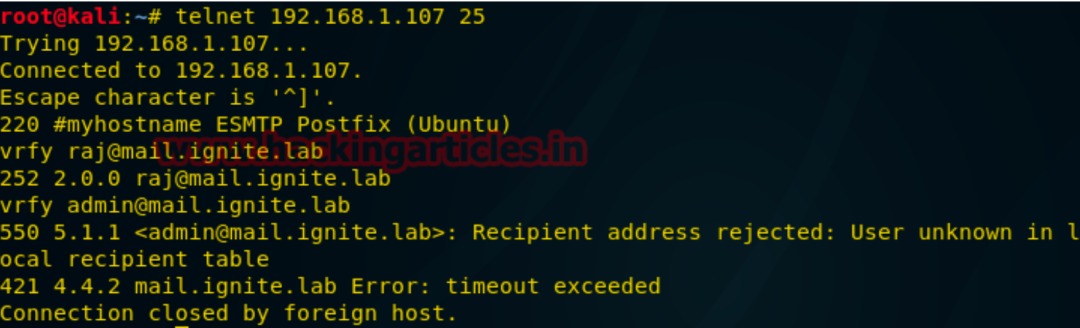 root@kali:~# telnet 192.168.1.107 25
Trying 192.168.1.107...
Connected to 192.168.1.107.
Escape character is '^]'.
220 #myhostname ESMTP Postfix (Ubuntu)
www.hackingarticles.in
vrfy raj@mail.ignite.lab
252 2.0.0 raj@mail.ignite.lab
vrfy admin@mail.ignite.lab
550 5.1.1 <admin@mail.ignite.lab>: Recipient address rejected: User unknown in l
ocal recipient table
421 4.4.2 mail.ignite.lab Error: timeout exceeded
Connection closed by foreign host.